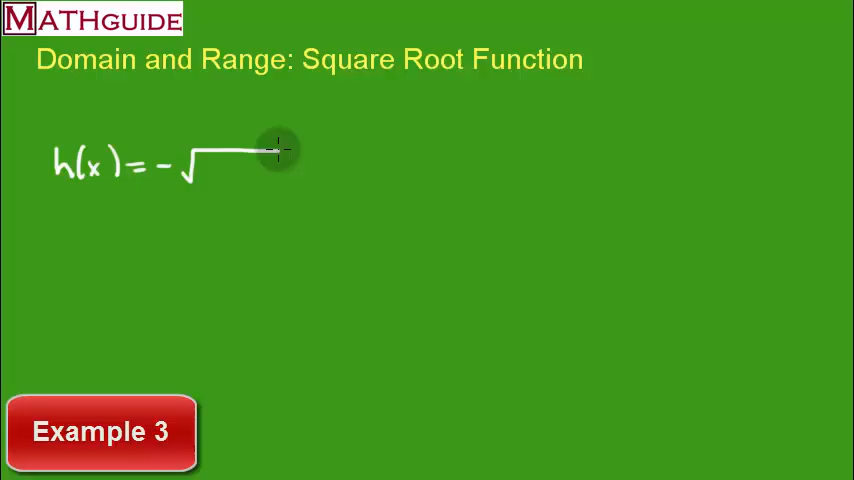 MATHGUIDE
Domain and Range: Square Root Function
h(x) = -√
Example 3